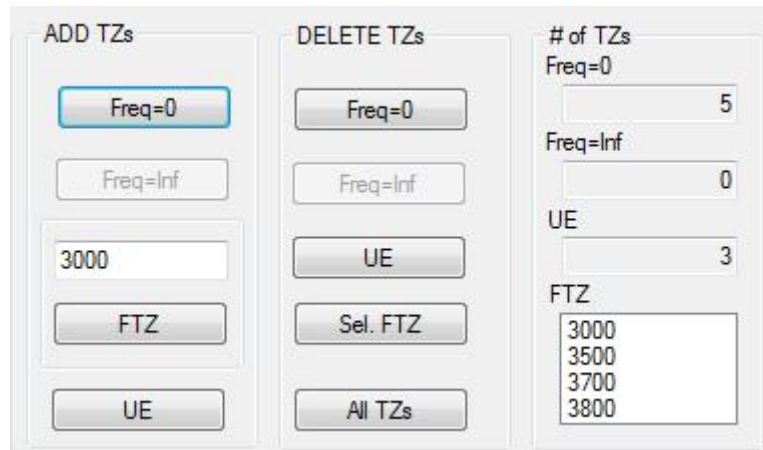 ADD TZs
Freq=0
Freq=Inf
3000
FTZ
UE
DELETE TZs
Freq=0
Freq=Inf
UE
Sel. FTZ
All TZs
# of TZs
Freq=0
5
Freq=Inf
0
UE
3
FTZ
3000
3500
3700
3800